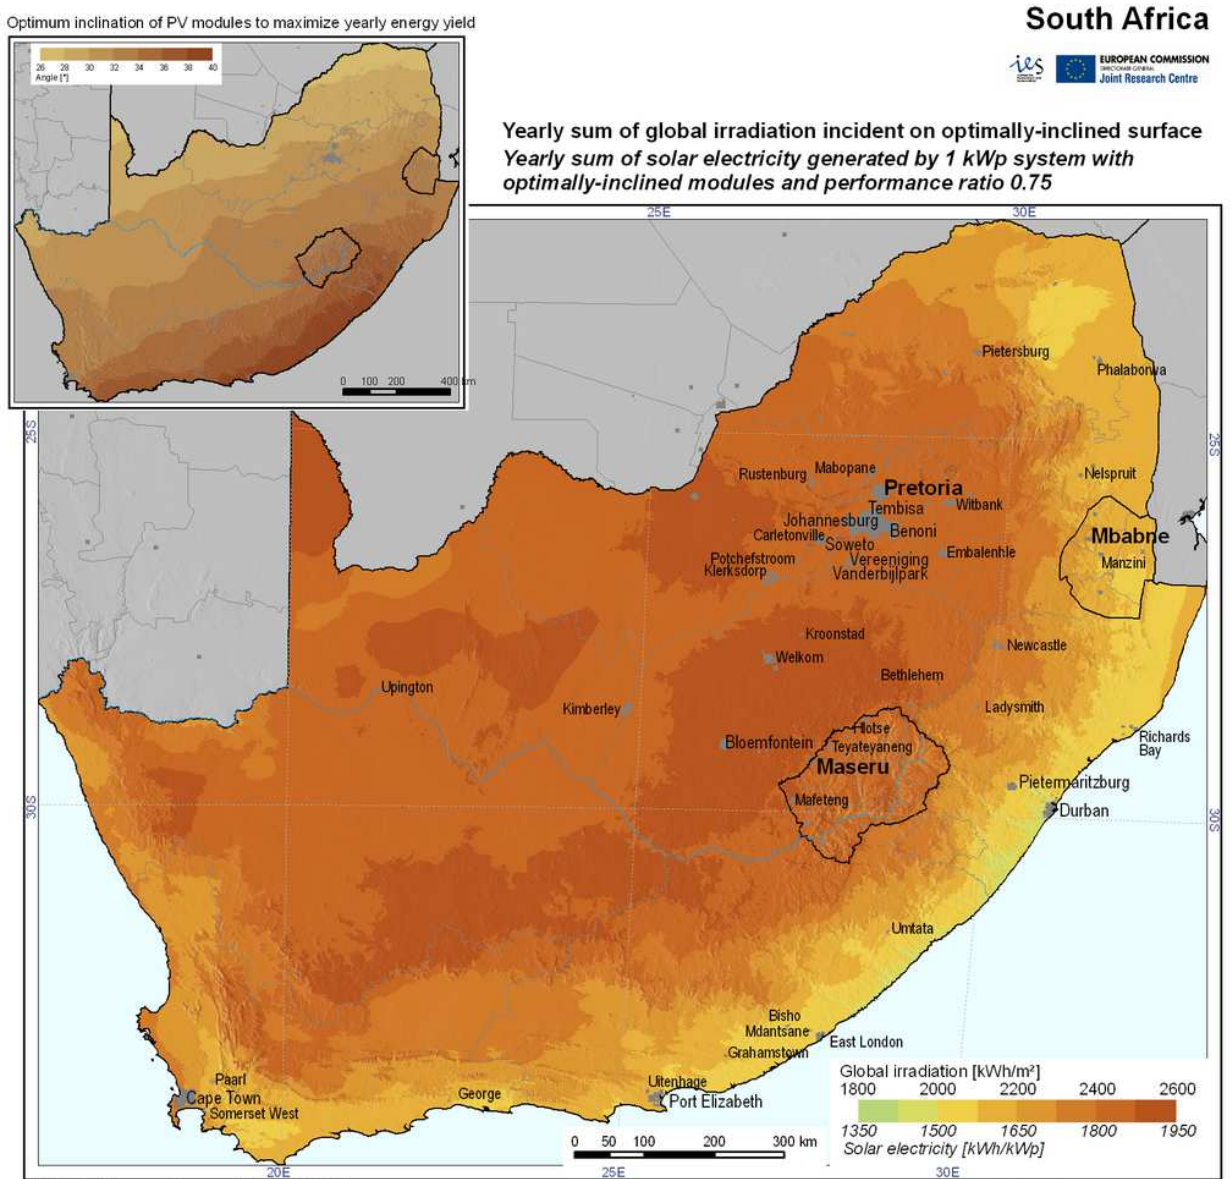 South Africa
Optimum inclination of PV modules to maximize yearly energy yield
26 28 30 32 34 36 38 40
Angle [°]
0 100 200 400 km
ies
EUROPEAN COMMISSION
DIRECTORATE-GENERAL
Joint Research Centre
Yearly sum of global irradiation incident on optimally-inclined surface
Yearly sum of solar electricity generated by 1 kWp system with
optimally-inclined modules and performance ratio 0.75
25E 30E
25S
25S
Pietersburg
Phalaborwa
Rustenburg
Mabopane
Nelspruit
Pretoria
Witbank
Tembisa
Johannesburg
Benoni
Carletonville
Soweto
Mbabne
Embalenhle
Potchefstroom
Vereeniging
Manzini
Klerksdorp
Vanderbijlpark
Kroonstad
Newcastle
Welkom
Bethlehem
Upington
Kimberley
Ladysmith
Hlotse
Bloemfontein
Teyateyaneng
Richards
Bay
Maseru
Pietermaritzburg
Mafeteng
Durban
30S
30S
Umtata
Bisho
Mdantsane
East London
Grahamstown
Paarl
Uitenhage
Cape Town
George
Port Elizabeth
Somerset West
Global irradiation [kWh/m²]
1800 2000 2200 2400 2600
1350 1500 1650 1800 1950
Solar electricity [kWh/kWp]
0 50 100 200 300 km
20E 25E 30E